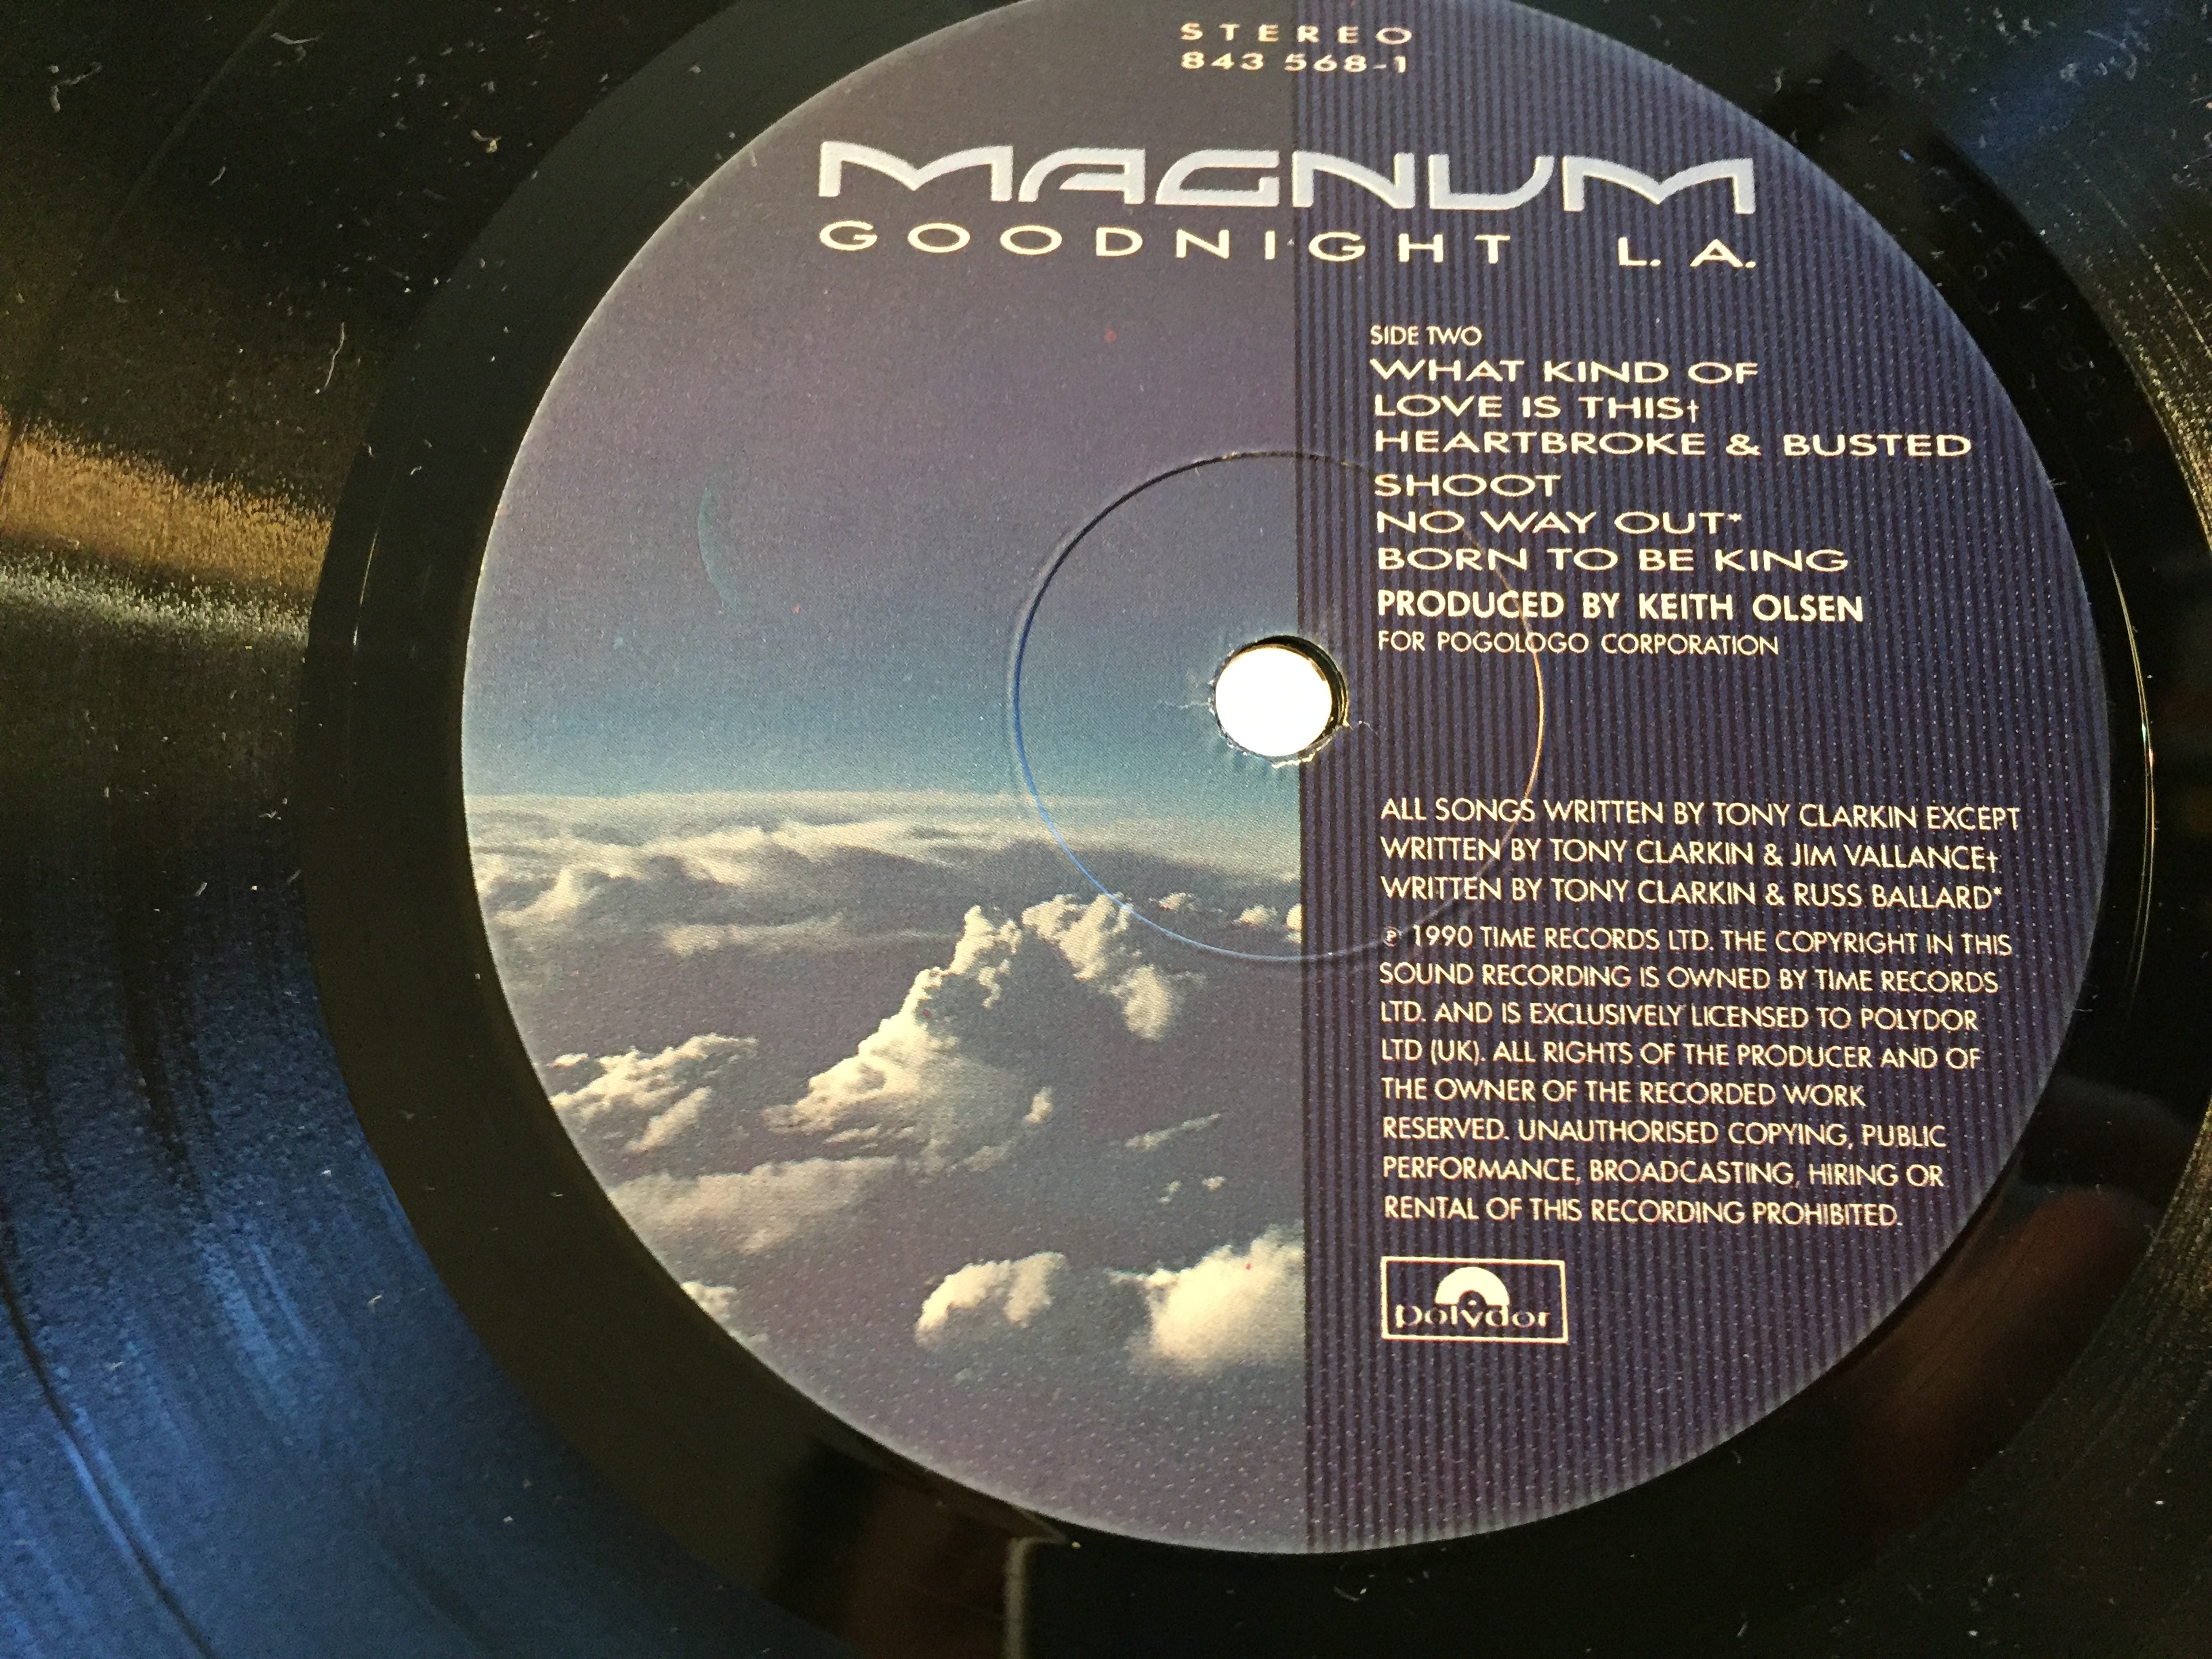 STEREO
843 568-1
MAGNUM
GOODNIGHT L.A.
SIDE TWO
WHAT KIND OF
LOVE IS THIS†
HEARTBROKE & BUSTED
SHOOT
NO WAY OUT*
BORN TO BE KING
PRODUCED BY KEITH OLSEN
FOR POGOLOGO CORPORATION
ALL SONGS WRITTEN BY TONY CLARKIN EXCEPT
WRITTEN BY TONY CLARKIN & JIM VALLANCE†
WRITTEN BY TONY CLARKIN & RUSS BALLARD*
℗ 1990 TIME RECORDS LTD. THE COPYRIGHT IN THIS
SOUND RECORDING IS OWNED BY TIME RECORDS
LTD. AND IS EXCLUSIVELY LICENSED TO POLYDOR
LTD (UK). ALL RIGHTS OF THE PRODUCER AND OF
THE OWNER OF THE RECORDED WORK
RESERVED. UNAUTHORISED COPYING, PUBLIC
PERFORMANCE, BROADCASTING, HIRING OR
RENTAL OF THIS RECORDING PROHIBITED.
polydor